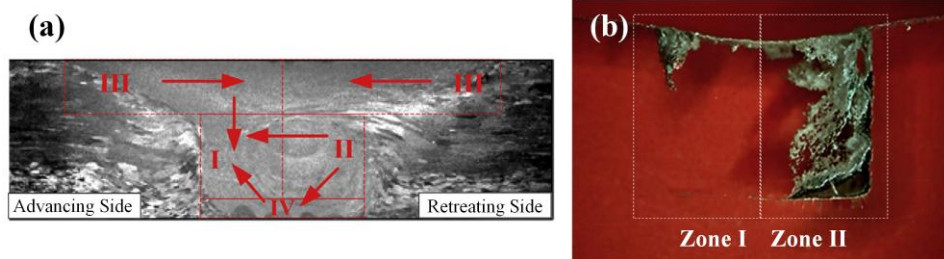 (a)
III
III
I
II
IV
Advancing Side
Retreating Side
(b)
Zone I
Zone II